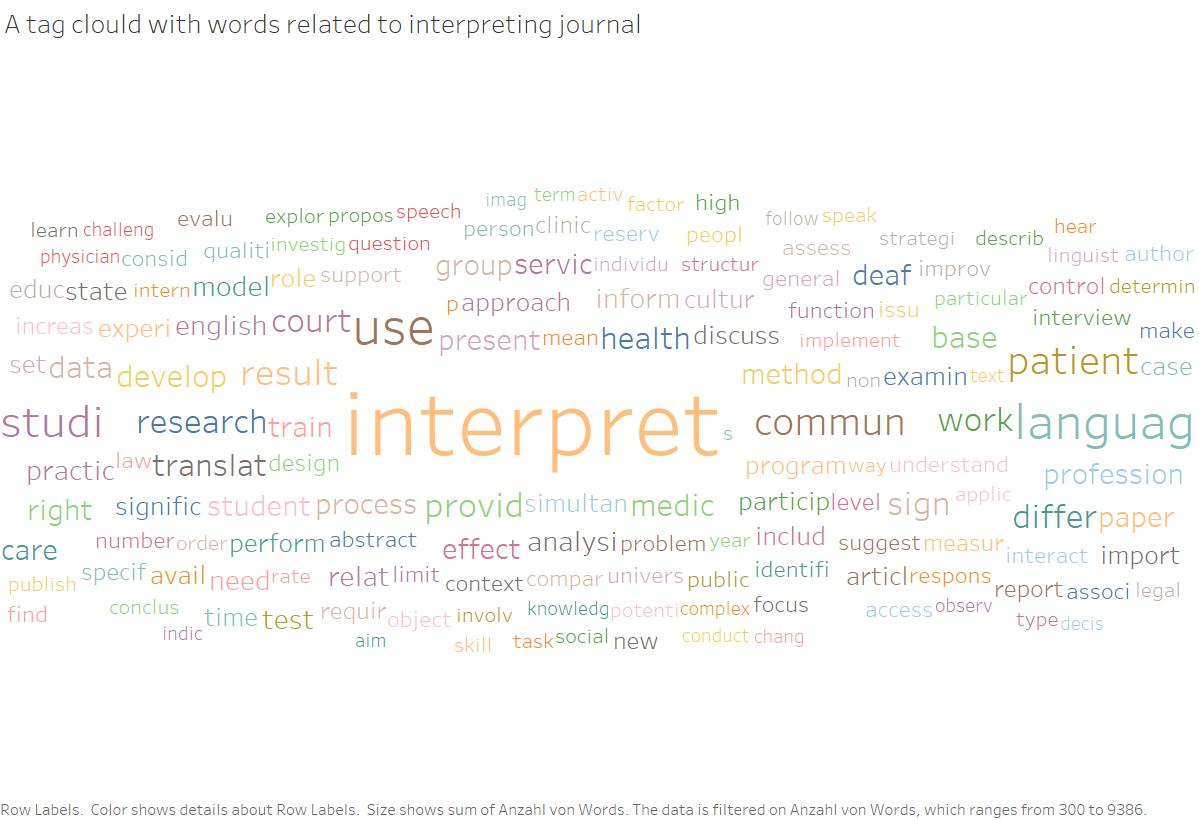 A tag clould with words related to interpreting journal
imag term activ factor high
learn challeng evalu explor propos speech person clinic reserv peopl follow speak strategi describ hear
physician consid qualiti investig question group servic individu structur assess general deaf improv linguist author
educ state intern model role support p approach inform cultur function issu particular control determin
increas experi english court use present mean health discuss implement base interview make
set data develop result method non examin text patient case
studi research train interpret s commun work languag
practic law translat design program way understand profession
right signific student process provid simultan medic particip level sign applic differ paper
care number order perform abstract effect analysi problem year includ suggest measur interact import
publish specif avail need rate relat limit context compar univers public identifi articl respons report associ legal
find conclus time test requir object involv knowledg potenti complex focus access observ type decis
indic aim skill task social new conduct chang
Row Labels.  Color shows details about Row Labels.  Size shows sum of Anzahl von Words. The data is filtered on Anzahl von Words, which ranges from 300 to 9386.